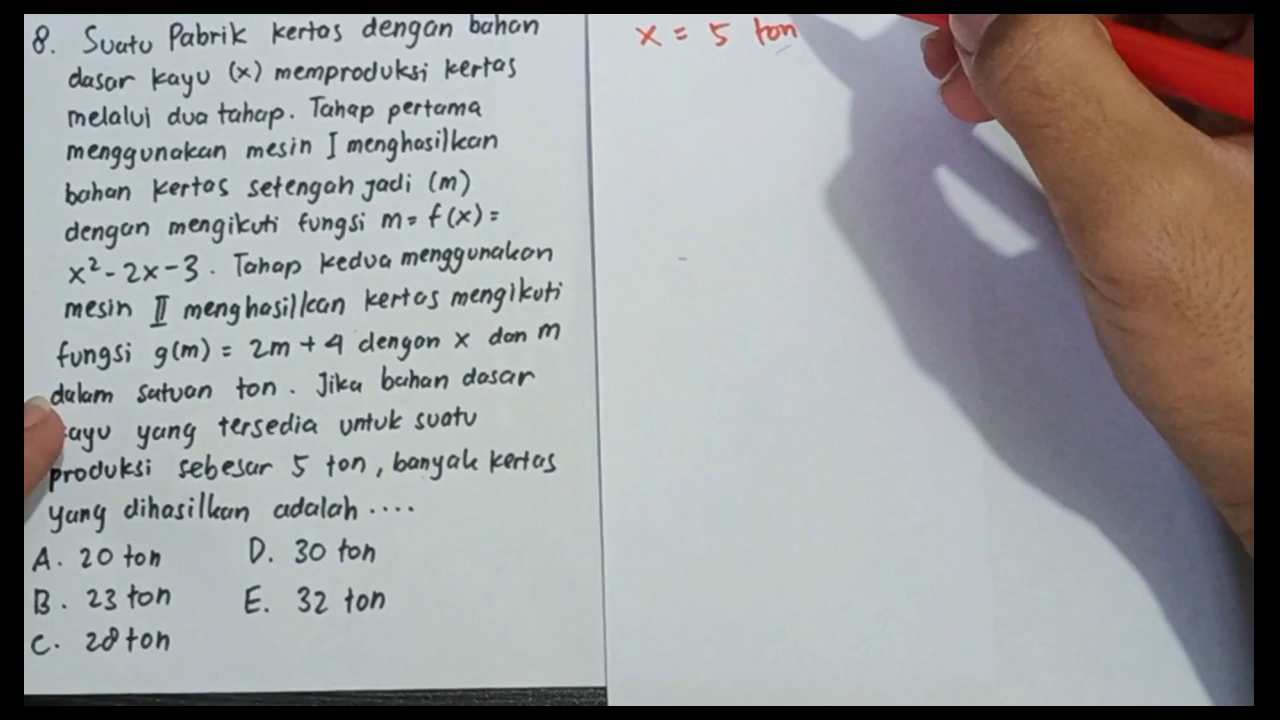 8. Suatu Pabrik kertas dengan bahan
dasar kayu (x) memproduksi kertas
melalui dua tahap. Tahap pertama
menggunakan mesin I menghasilkan
bahan kertas setengah jadi (m)
dengan mengikuti fungsi m = f(x) =
x² - 2x - 3. Tahap kedua menggunakan
mesin II menghasilkan kertas mengikuti
fungsi g(m) = 2m + 4 dengan x dan m
dalam satuan ton. Jika bahan dasar
kayu yang tersedia untuk suatu
produksi sebesar 5 ton, banyak kertas
yang dihasilkan adalah ....
A. 20 ton D. 30 ton
B. 23 ton E. 32 ton
C. 28 ton
x = 5 ton